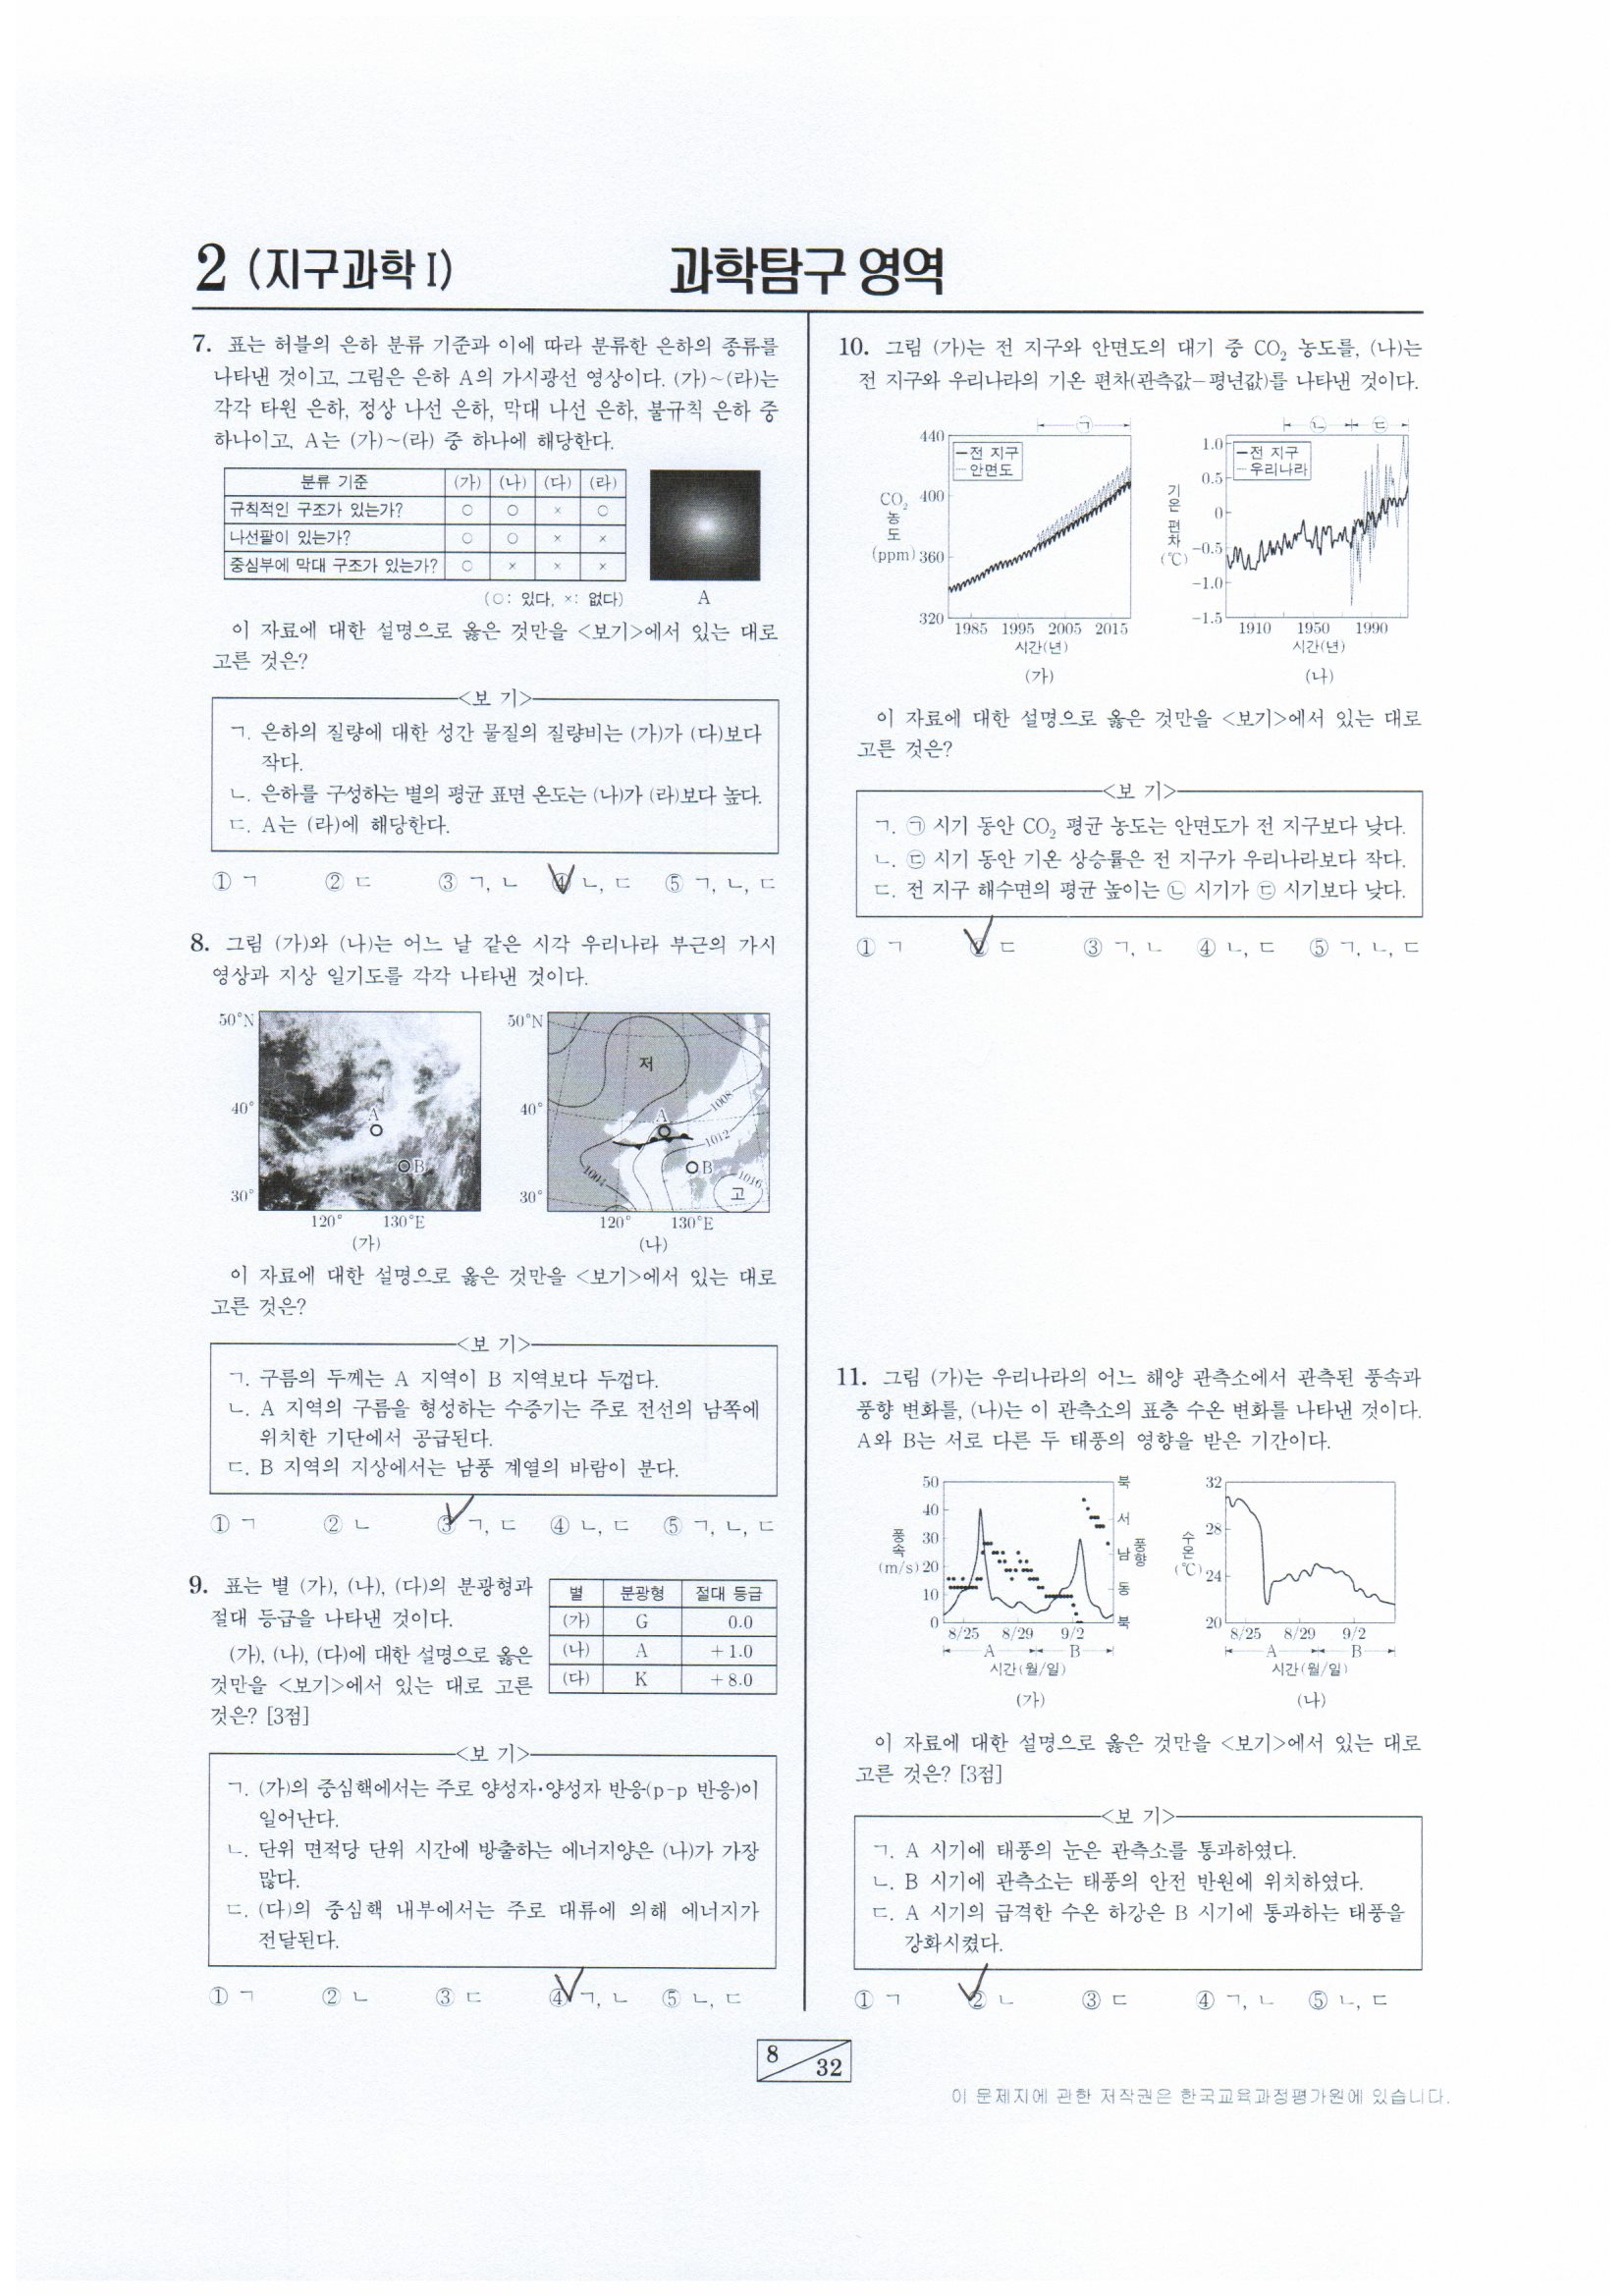 2 (지구과학 I)
과학탐구 영역
7. 표는 허블의 은하 분류 기준과 이에 따라 분류한 은하의 종류를
나타낸 것이고, 그림은 은하 A의 가시광선 영상이다. (가)~(라)는
각각 타원 은하, 정상 나선 은하, 막대 나선 은하, 불규칙 은하 중
하나이고, A는 (가)~(라) 중 하나에 해당한다.
분류 기준 (가) (나) (다) (라)
규칙적인 구조가 있는가? ○ ○ × ○
나선팔이 있는가? ○ ○ × ×
중심부에 막대 구조가 있는가? ○ × × ×
(○: 있다, ×: 없다)
A
이 자료에 대한 설명으로 옳은 것만을 <보기>에서 있는 대로
고른 것은?
<보 기>
ㄱ. 은하의 질량에 대한 성간 물질의 질량비는 (가)가 (다)보다
작다.
ㄴ. 은하를 구성하는 별의 평균 표면 온도는 (나)가 (라)보다 높다.
ㄷ. A는 (라)에 해당한다.
① ㄱ ② ㄷ ③ ㄱ, ㄴ ④ ㄴ, ㄷ ⑤ ㄱ, ㄴ, ㄷ
8. 그림 (가)와 (나)는 어느 날 같은 시각 우리나라 부근의 가시
영상과 지상 일기도를 각각 나타낸 것이다.
50°N
40°
30°
A
B
120° 130°E
(가)
50°N
40°
30°
저
A
B
고
1008
1012
1004
1016
120° 130°E
(나)
이 자료에 대한 설명으로 옳은 것만을 <보기>에서 있는 대로
고른 것은?
<보 기>
ㄱ. 구름의 두께는 A 지역이 B 지역보다 두껍다.
ㄴ. A 지역의 구름을 형성하는 수증기는 주로 전선의 남쪽에
위치한 기단에서 공급된다.
ㄷ. B 지역의 지상에서는 남풍 계열의 바람이 분다.
① ㄱ ② ㄴ ③ ㄱ, ㄷ ④ ㄴ, ㄷ ⑤ ㄱ, ㄴ, ㄷ
9. 표는 별 (가), (나), (다)의 분광형과
절대 등급을 나타낸 것이다.
(가), (나), (다)에 대한 설명으로 옳은
것만을 <보기>에서 있는 대로 고른
것은? [3점]
별 분광형 절대 등급
(가) G 0.0
(나) A +1.0
(다) K +8.0
<보 기>
ㄱ. (가)의 중심핵에서는 주로 양성자·양성자 반응(p-p 반응)이
일어난다.
ㄴ. 단위 면적당 단위 시간에 방출하는 에너지양은 (나)가 가장
많다.
ㄷ. (다)의 중심핵 내부에서는 주로 대류에 의해 에너지가
전달된다.
① ㄱ ② ㄴ ③ ㄷ ④ ㄱ, ㄴ ⑤ ㄴ, ㄷ
10. 그림 (가)는 전 지구와 안면도의 대기 중 CO₂ 농도를, (나)는
전 지구와 우리나라의 기온 편차(관측값-평년값)를 나타낸 것이다.
㉠
440
400
360
320
CO₂ 농도 (ppm)
전 지구
안면도
1985 1995 2005 2015
시간(년)
(가)
㉡ ㉢
1.0
0.5
0
-0.5
-1.0
-1.5
기온 편차 (℃)
전 지구
우리나라
1910 1950 1990
시간(년)
(나)
이 자료에 대한 설명으로 옳은 것만을 <보기>에서 있는 대로
고른 것은?
<보 기>
ㄱ. ㉠ 시기 동안 CO₂ 평균 농도는 안면도가 전 지구보다 낮다.
ㄴ. ㉢ 시기 동안 기온 상승률은 전 지구가 우리나라보다 작다.
ㄷ. 전 지구 해수면의 평균 높이는 ㉡ 시기가 ㉢ 시기보다 낮다.
① ㄱ ② ㄷ ③ ㄱ, ㄴ ④ ㄴ, ㄷ ⑤ ㄱ, ㄴ, ㄷ
11. 그림 (가)는 우리나라의 어느 해양 관측소에서 관측된 풍속과
풍향 변화를, (나)는 이 관측소의 표층 수온 변화를 나타낸 것이다.
A와 B는 서로 다른 두 태풍의 영향을 받은 기간이다.
50
40
30
20
10
0
풍속 (m/s)
북
서
남
동
북
풍향
8/25 8/29 9/2
A B
시간(월/일)
(가)
32
28
24
20
수온 (℃)
8/25 8/29 9/2
A B
시간(월/일)
(나)
이 자료에 대한 설명으로 옳은 것만을 <보기>에서 있는 대로
고른 것은? [3점]
<보 기>
ㄱ. A 시기에 태풍의 눈은 관측소를 통과하였다.
ㄴ. B 시기에 관측소는 태풍의 안전 반원에 위치하였다.
ㄷ. A 시기의 급격한 수온 하강은 B 시기에 통과하는 태풍을
강화시켰다.
① ㄱ ② ㄴ ③ ㄷ ④ ㄱ, ㄴ ⑤ ㄴ, ㄷ
8
32
이 문제지에 관한 저작권은 한국교육과정평가원에 있습니다.